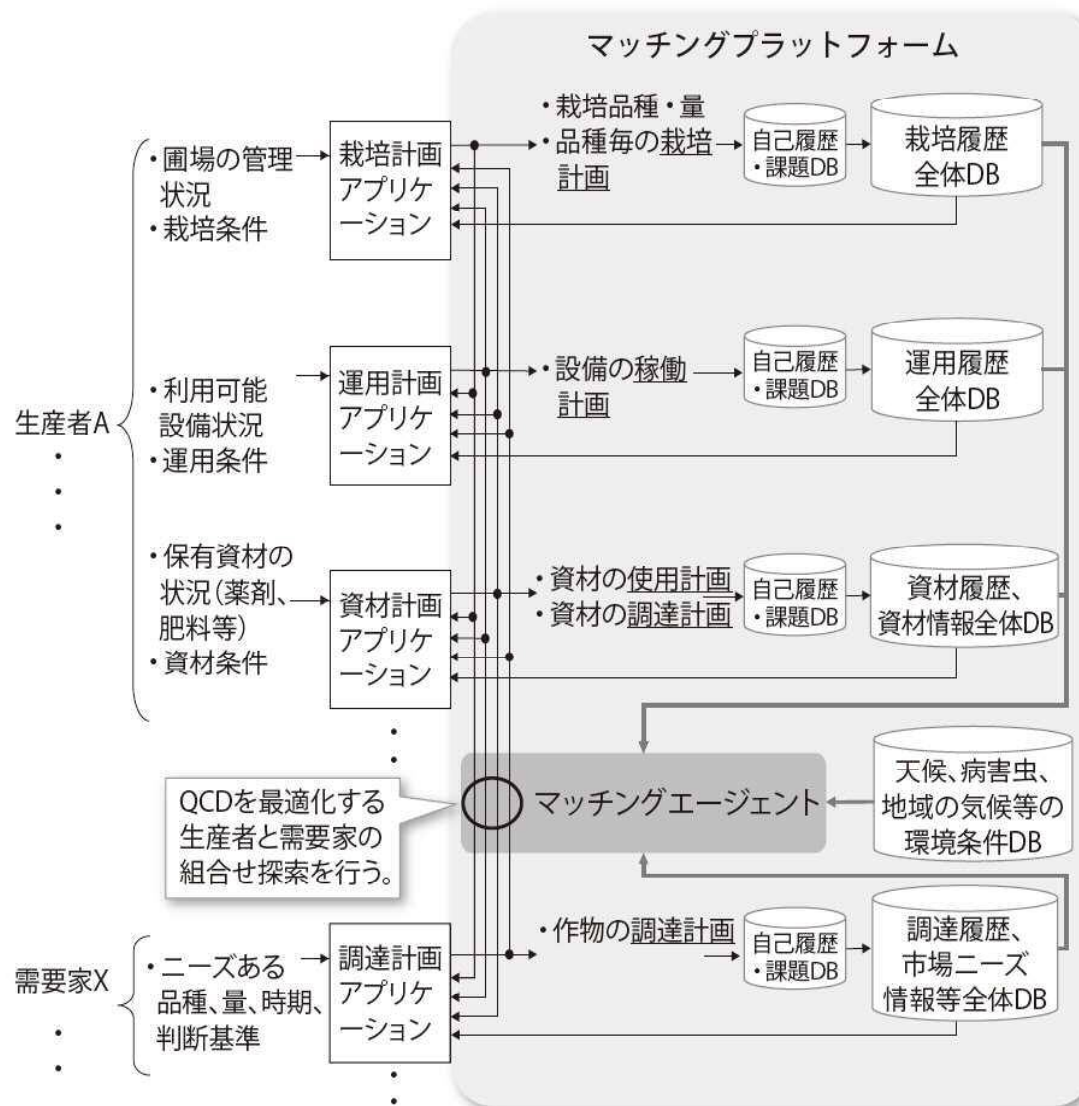 マッチングプラットフォーム
・圃場の管理
状況
・栽培条件
栽培計画
アプリケ
ーション
・栽培品種・量
・品種毎の栽培
計画
自己履歴
・課題DB
栽培履歴
全体DB
生産者A
・
・
・
・利用可能
設備状況
・運用条件
運用計画
アプリケ
ーション
・設備の稼働
計画
自己履歴
・課題DB
運用履歴
全体DB
・保有資材の
状況(薬剤、
肥料等)
・資材条件
資材計画
アプリケ
ーション
・資材の使用計画
・資材の調達計画
自己履歴
・課題DB
資材履歴、
資材情報全体DB
・
・
QCDを最適化する
生産者と需要家の
組合せ探索を行う。
マッチングエージェント
天候、病害虫、
地域の気候等の
環境条件DB
需要家X
・
・
・ニーズある
品種、量、時期、
判断基準
調達計画
アプリケ
ーション
・作物の調達計画
自己履歴
・課題DB
調達履歴、
市場ニーズ
情報等全体DB
・
・